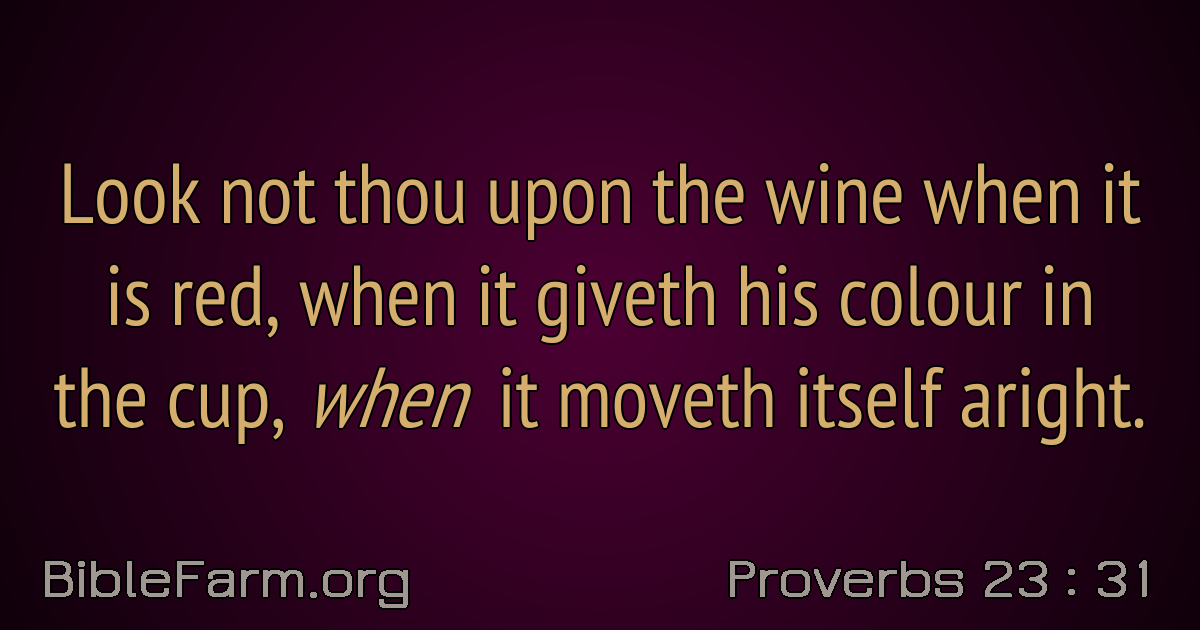 Look not thou upon the wine when it
is red, when it giveth his colour in
the cup, when it moveth itself aright.
BibleFarm.org
Proverbs 23 : 31